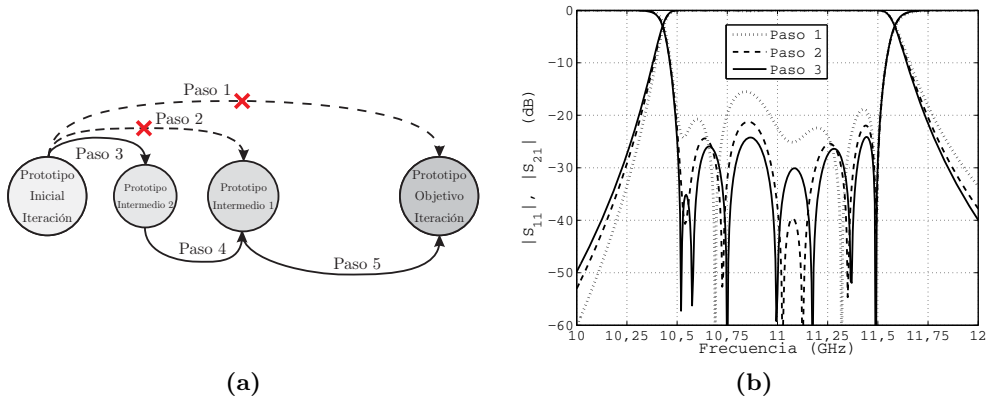 Paso 1
Paso 2
Paso 3
Prototipo
Inicial
Iteración
Prototipo
Intermedio 2
Prototipo
Intermedio 1
Prototipo
Objetivo
Iteración
Paso 4
Paso 5
(a)
|S11|, |S21| (dB)
0
−10
−20
−30
−40
−50
−60
Paso 1
Paso 2
Paso 3
10 10,25 10,5 10,75 11 11,25 11,5 11,75 12
Frecuencia (GHz)
(b)